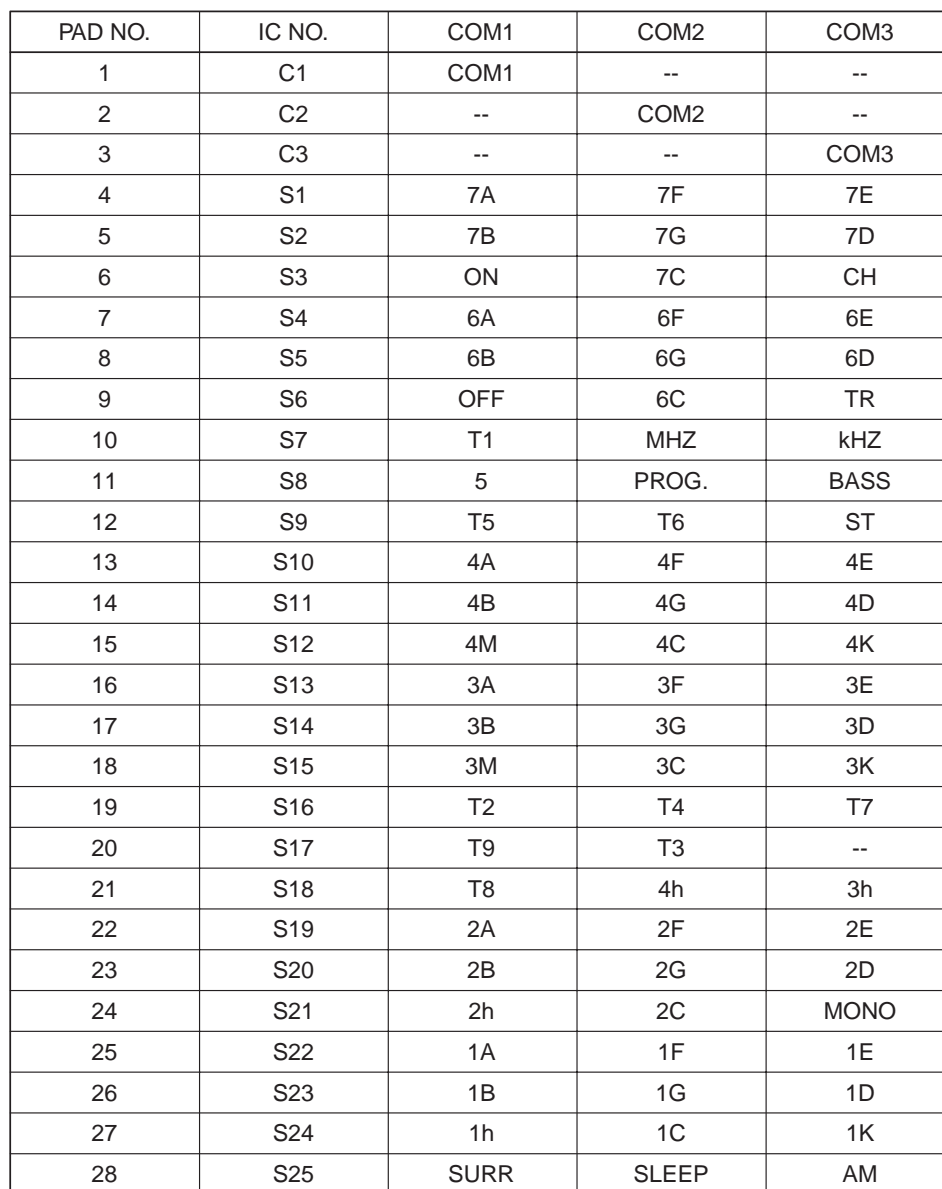 PAD NO. IC NO. COM1 COM2 COM3
1 C1 COM1 -- --
2 C2 -- COM2 --
3 C3 -- -- COM3
4 S1 7A 7F 7E
5 S2 7B 7G 7D
6 S3 ON 7C CH
7 S4 6A 6F 6E
8 S5 6B 6G 6D
9 S6 OFF 6C TR
10 S7 T1 MHZ kHZ
11 S8 5 PROG. BASS
12 S9 T5 T6 ST
13 S10 4A 4F 4E
14 S11 4B 4G 4D
15 S12 4M 4C 4K
16 S13 3A 3F 3E
17 S14 3B 3G 3D
18 S15 3M 3C 3K
19 S16 T2 T4 T7
20 S17 T9 T3 --
21 S18 T8 4h 3h
22 S19 2A 2F 2E
23 S20 2B 2G 2D
24 S21 2h 2C MONO
25 S22 1A 1F 1E
26 S23 1B 1G 1D
27 S24 1h 1C 1K
28 S25 SURR SLEEP AM